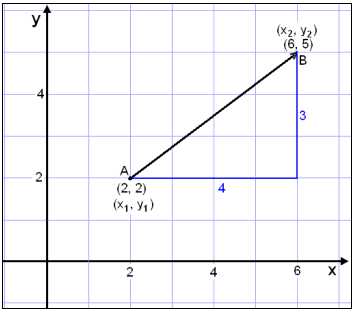 y
(x₂, y₂)
(6, 5)
B
4
3
A
2
(2, 2)
4
(x₁, y₁)
2
4
6
x